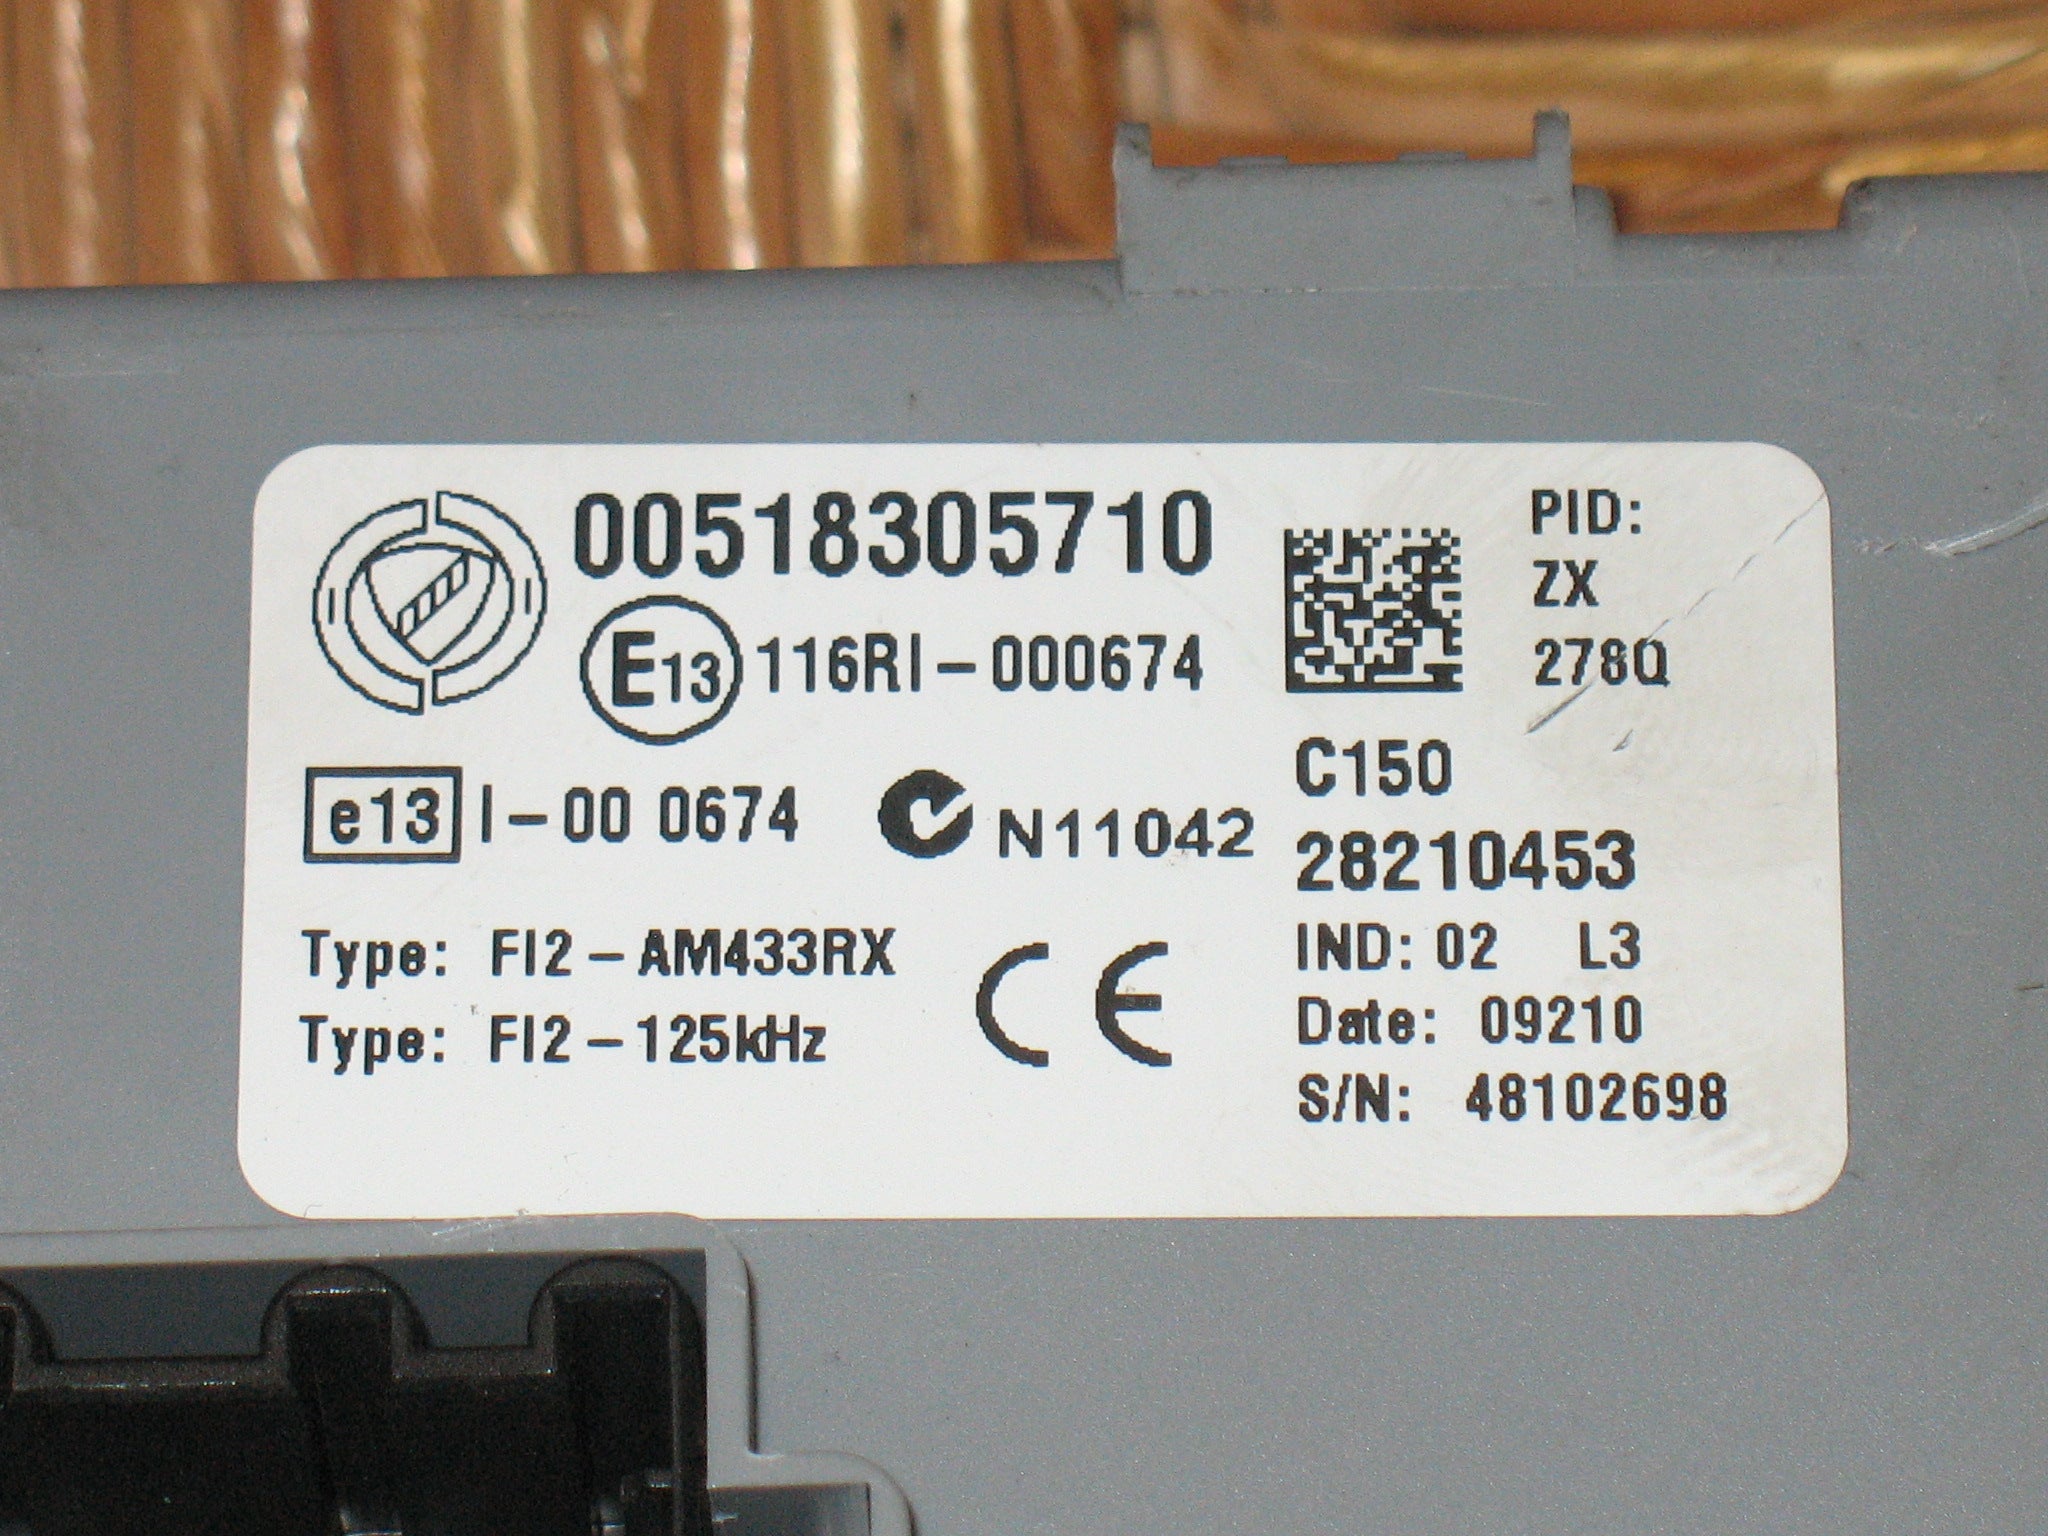 00518305710
E13 116RI-000674
e13 I-00 0674
N11042
Type: FI2-AM433RX
Type: FI2-125kHz
CE
PID:
ZX
278Q
C150
28210453
IND: 02 L3
Date: 09210
S/N: 48102698